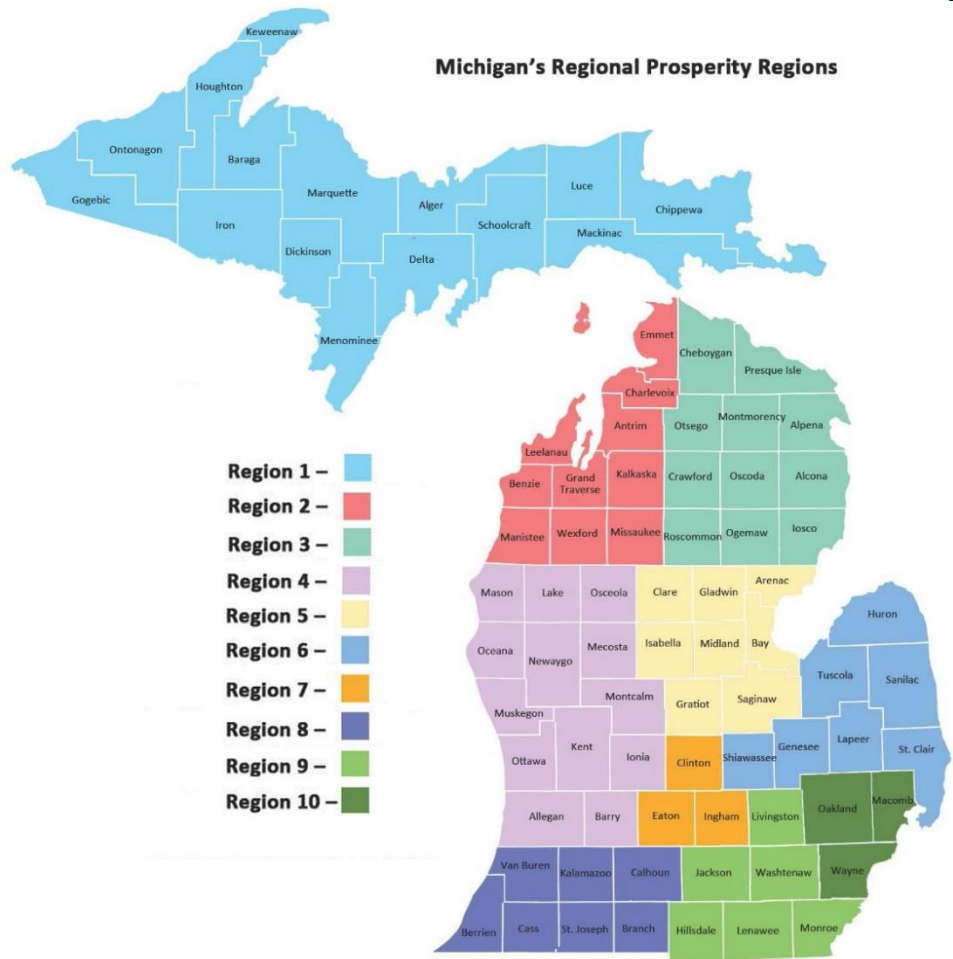 Michigan's Regional Prosperity Regions
Keweenaw
Houghton
Ontonagon
Baraga
Gogebic
Marquette
Iron
Dickinson
Menominee
Alger
Delta
Schoolcraft
Luce
Mackinac
Chippewa
Emmet
Cheboygan
Presque Isle
Charlevoix
Antrim
Otsego
Montmorency
Alpena
Leelanau
Benzie
Grand
Traverse
Kalkaska
Crawford
Oscoda
Alcona
Manistee
Wexford
Missaukee
Roscommon
Ogemaw
Iosco
Region 1 –
Region 2 –
Region 3 –
Region 4 –
Region 5 –
Region 6 –
Region 7 –
Region 8 –
Region 9 –
Region 10 –
Mason
Lake
Osceola
Clare
Gladwin
Arenac
Huron
Oceana
Newaygo
Mecosta
Isabella
Midland
Bay
Tuscola
Sanilac
Muskegon
Montcalm
Gratiot
Saginaw
Ottawa
Kent
Ionia
Clinton
Shiawassee
Genesee
Lapeer
St. Clair
Allegan
Barry
Eaton
Ingham
Livingston
Oakland
Macomb
Van Buren
Kalamazoo
Calhoun
Jackson
Washtenaw
Wayne
Berrien
Cass
St. Joseph
Branch
Hillsdale
Lenawee
Monroe